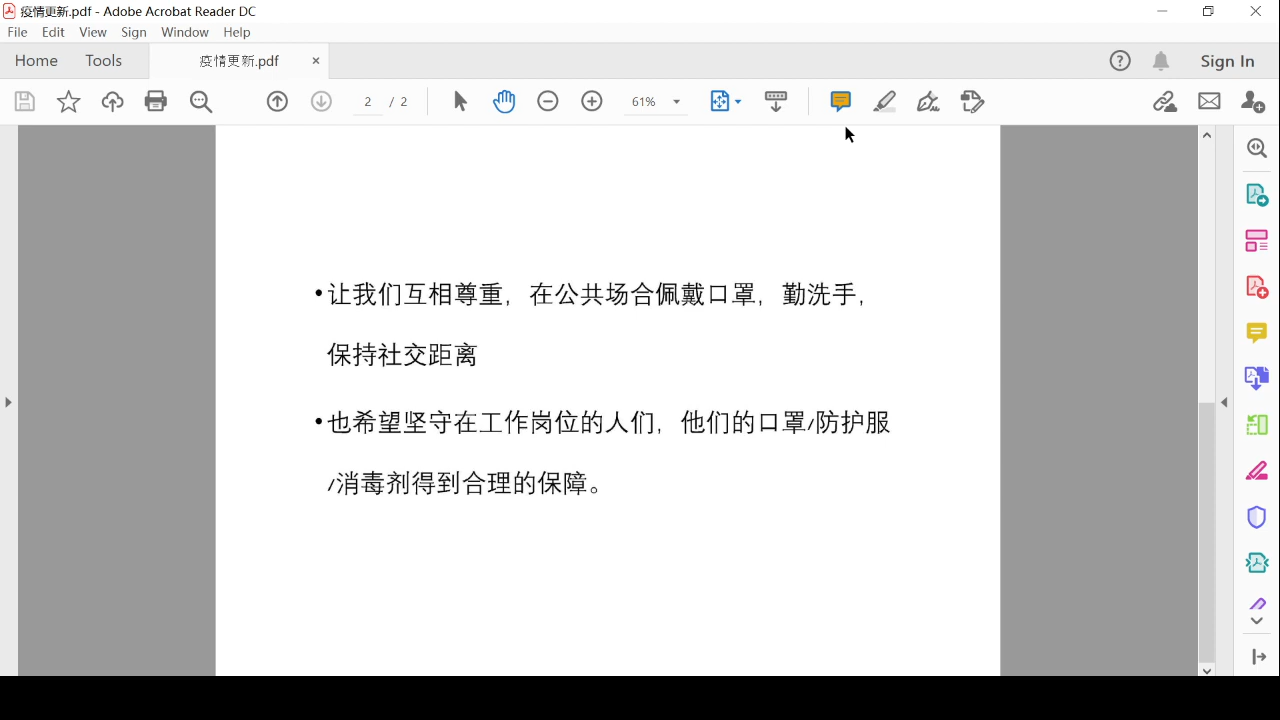 疫情更新.pdf - Adobe Acrobat Reader DC
File Edit View Sign Window Help
Home Tools 疫情更新.pdf × Sign In
2 / 2 61%
•让我们互相尊重，在公共场合佩戴口罩，勤洗手，
保持社交距离
•也希望坚守在工作岗位的人们，他们的口罩/防护服
/消毒剂得到合理的保障。